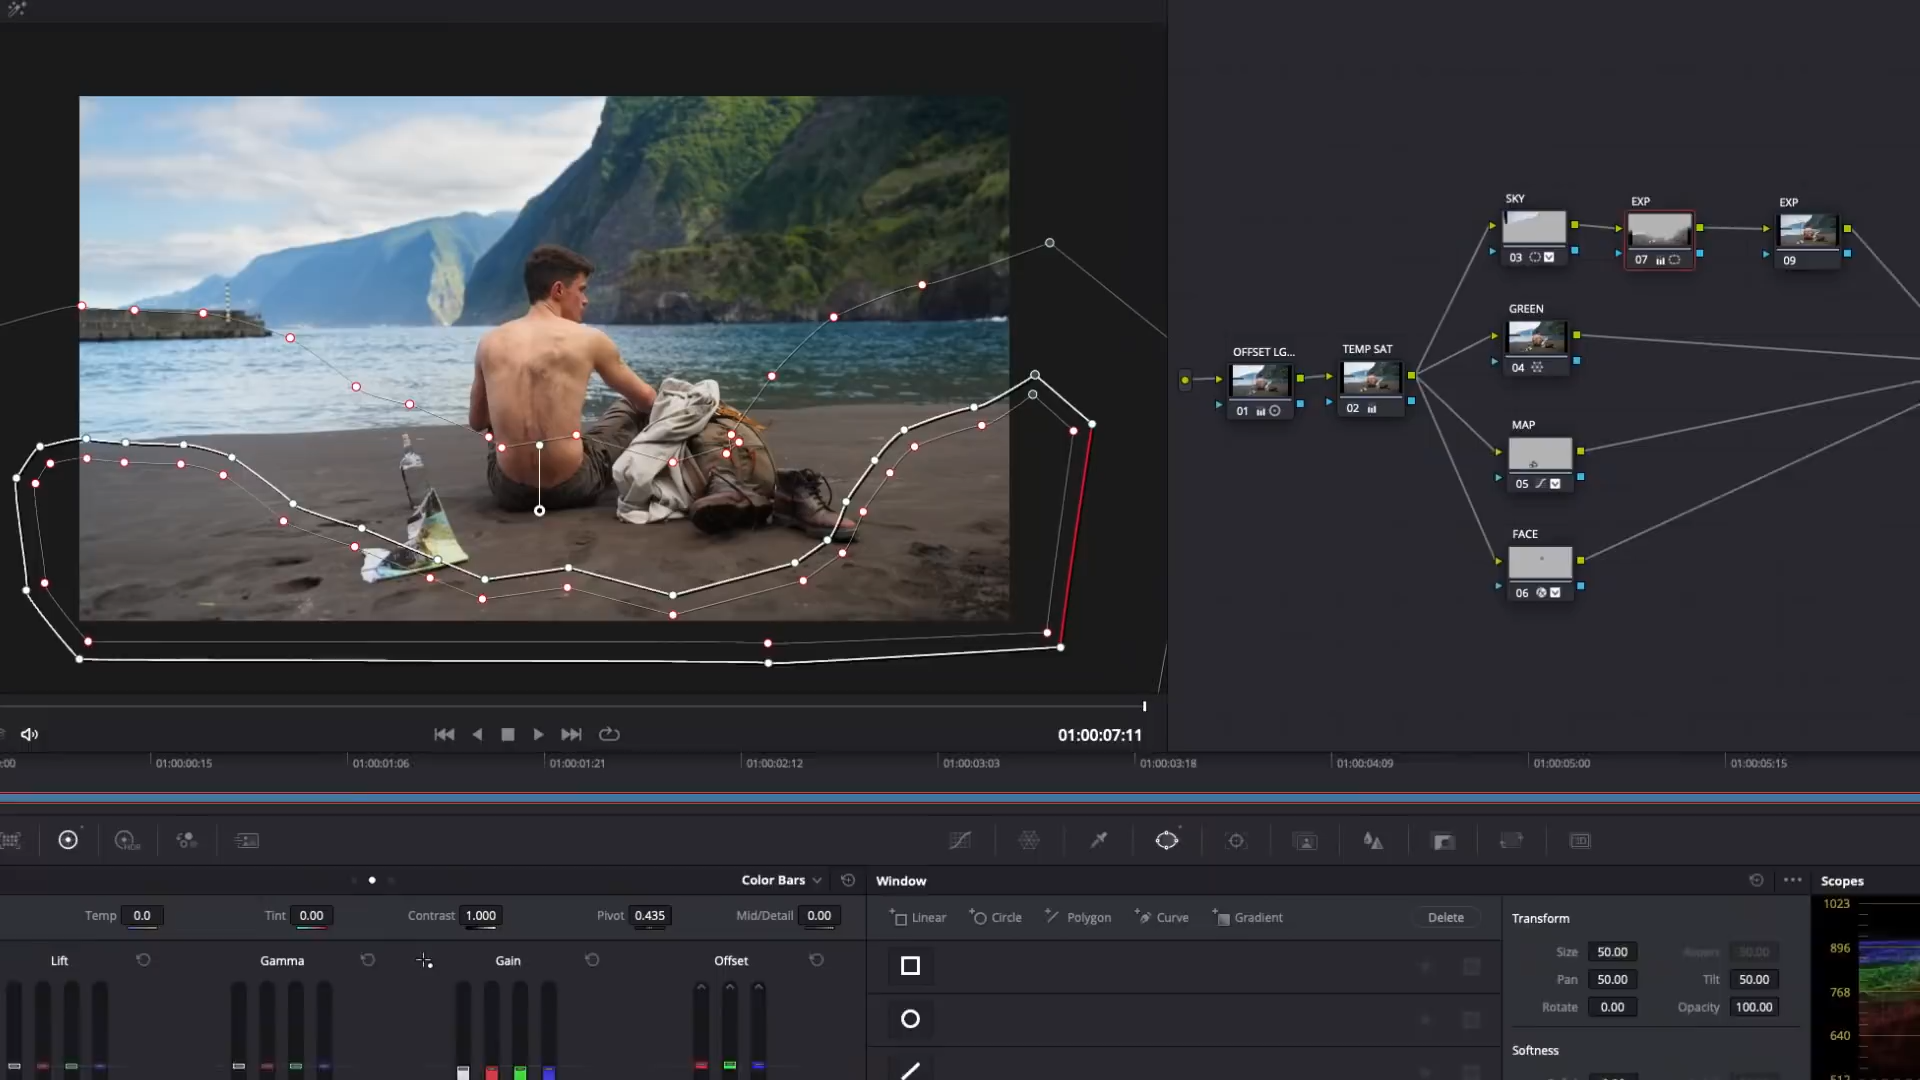 SKY
EXP
EXP
03
07
09
GREEN
04
OFFSET LG...
TEMP SAT
01
02
MAP
05
FACE
06
01:00:07:11
:00
01:00:00:15
01:00:01:06
01:00:01:21
01:00:02:12
01:00:03:03
01:00:03:18
01:00:04:09
01:00:05:00
01:00:05:15
HDR
3D
Color Bars
Window
Scopes
Temp 0.0
Tint 0.00
Contrast 1.000
Pivot 0.435
Mid/Detail 0.00
Linear
Circle
Polygon
Curve
Gradient
Delete
Transform
1023
Lift
Gamma
Gain
Offset
Size 50.00
896
Pan 50.00
Tilt 50.00
768
Rotate 0.00
Opacity 100.00
640
Softness
512